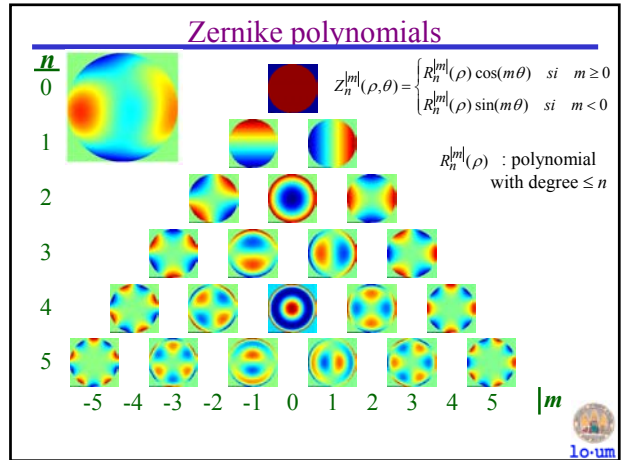 Zernike polynomials
n
0
Z_n^{|m|}(ρ,θ) = { R_n^{|m|}(ρ) cos(mθ) si m ≥ 0
R_n^{|m|}(ρ) sin(mθ) si m < 0
1
R_n^{|m|}(ρ) : polynomial
with degree ≤ n
2
3
4
5
-5 -4 -3 -2 -1 0 1 2 3 4 5 m
lo·um